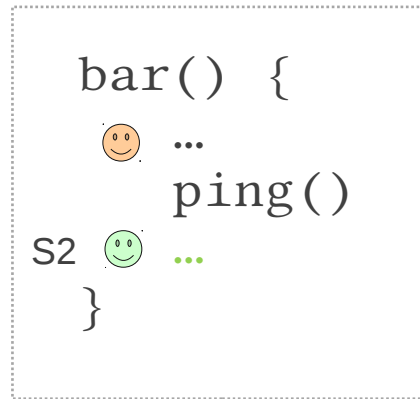 bar() {
...
ping()
S2 ...
}